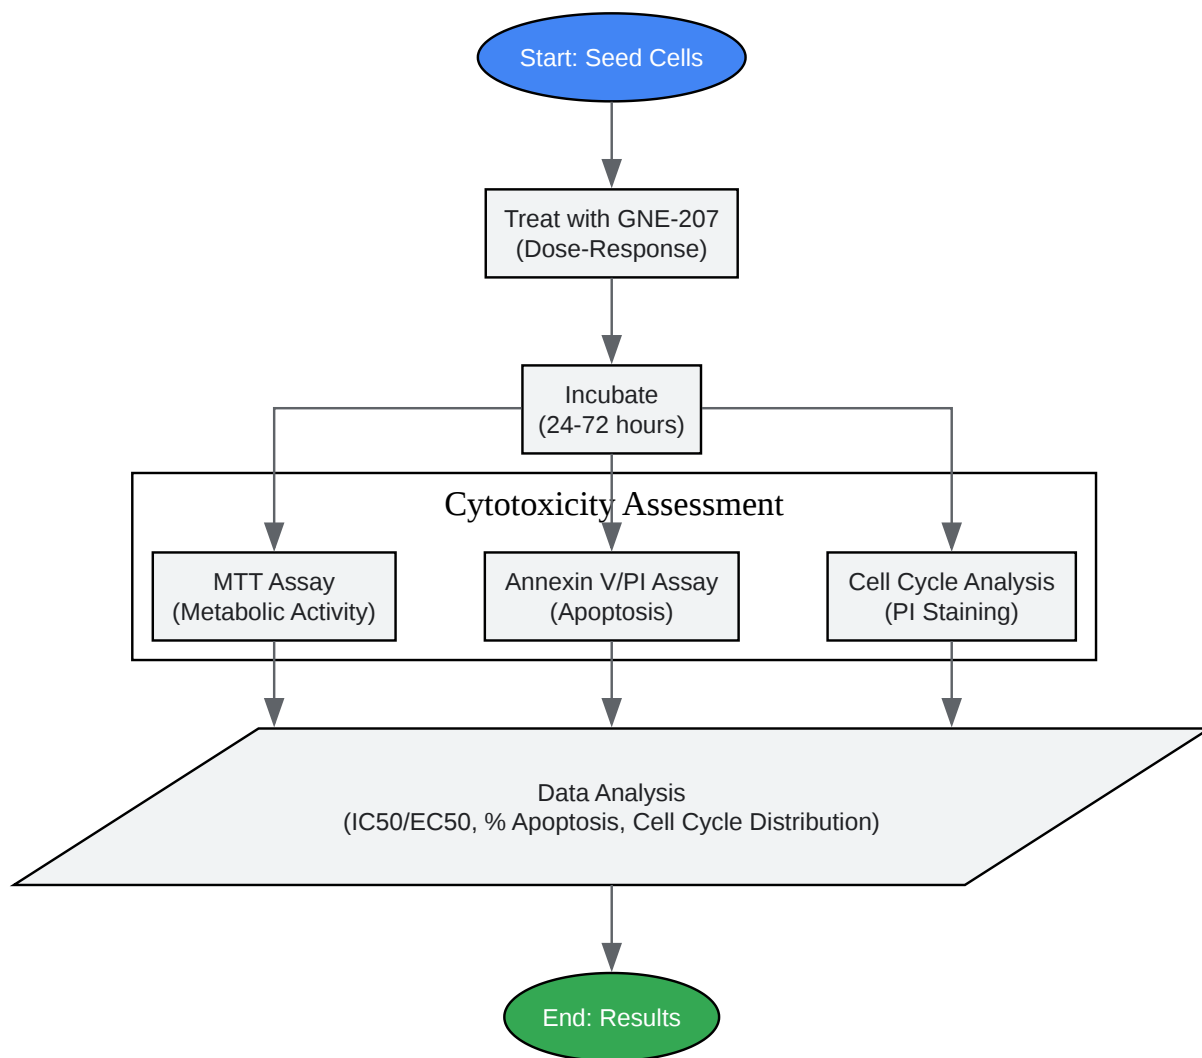 Start: Seed Cells
Treat with GNE-207
(Dose-Response)
Incubate
(24-72 hours)
Cytotoxicity Assessment
MTT Assay
(Metabolic Activity)
Annexin V/PI Assay
(Apoptosis)
Cell Cycle Analysis
(PI Staining)
Data Analysis
(IC50/EC50, % Apoptosis, Cell Cycle Distribution)
End: Results